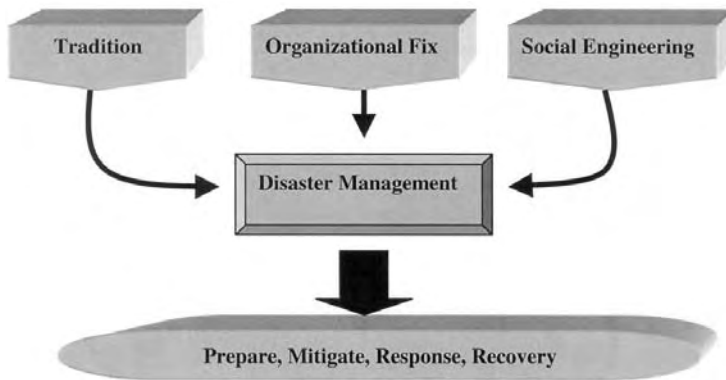 Tradition
Organizational Fix
Social Engineering
Disaster Management
Prepare, Mitigate, Response, Recovery